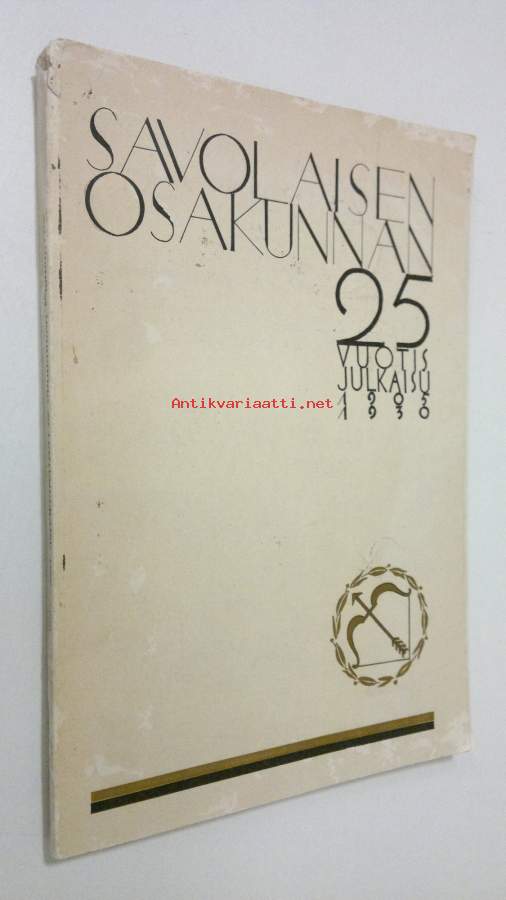 SAVOLAISEN
OSAKUNNAN
25
VUOTIS
JULKAISU
1905
1930
Antikvariaatti.net